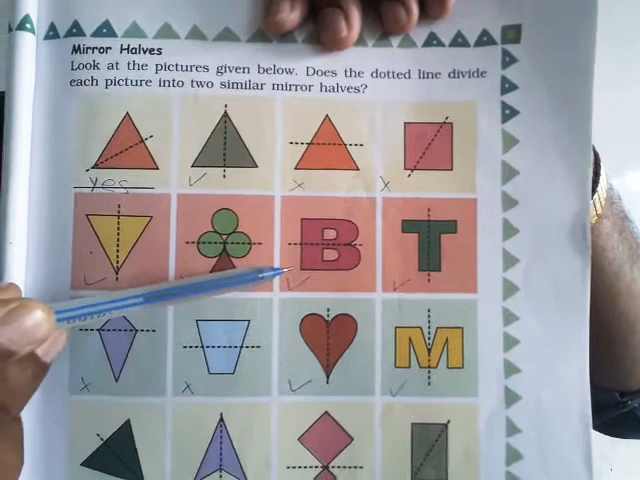 Mirror Halves
Look at the pictures given below. Does the dotted line divide
each picture into two similar mirror halves?
yes
B T
M